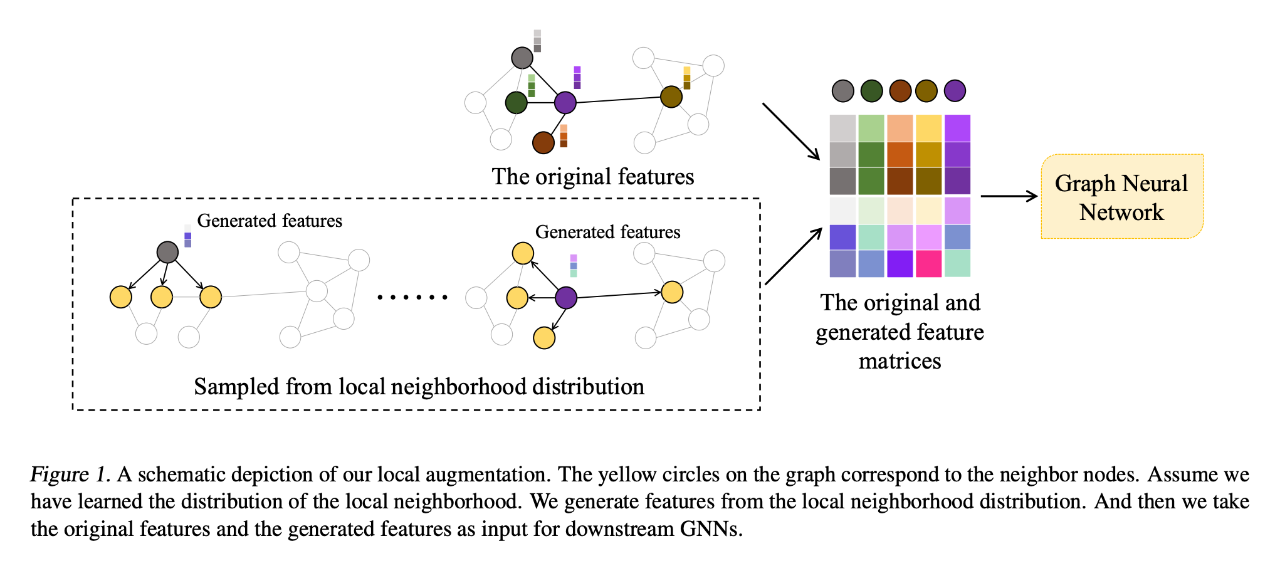 The original features
Generated features
Generated features
Sampled from local neighborhood distribution
The original and
generated feature
matrices
Graph Neural
Network
Figure 1. A schematic depiction of our local augmentation. The yellow circles on the graph correspond to the neighbor nodes. Assume we
have learned the distribution of the local neighborhood. We generate features from the local neighborhood distribution. And then we take
the original features and the generated features as input for downstream GNNs.